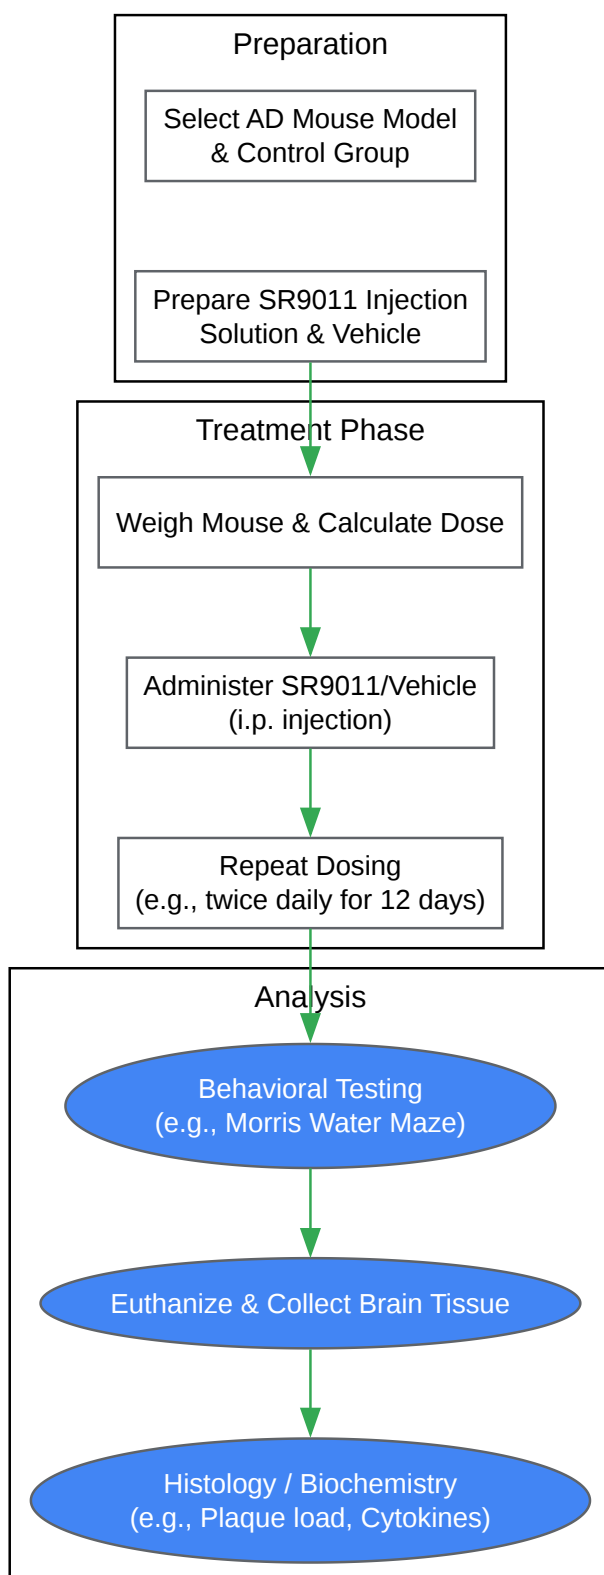 Preparation
Select AD Mouse Model
& Control Group
Prepare SR9011 Injection
Solution & Vehicle
Treatment Phase
Weigh Mouse & Calculate Dose
Administer SR9011/Vehicle
(i.p. injection)
Repeat Dosing
(e.g., twice daily for 12 days)
Analysis
Behavioral Testing
(e.g., Morris Water Maze)
Euthanize & Collect Brain Tissue
Histology / Biochemistry
(e.g., Plaque load, Cytokines)